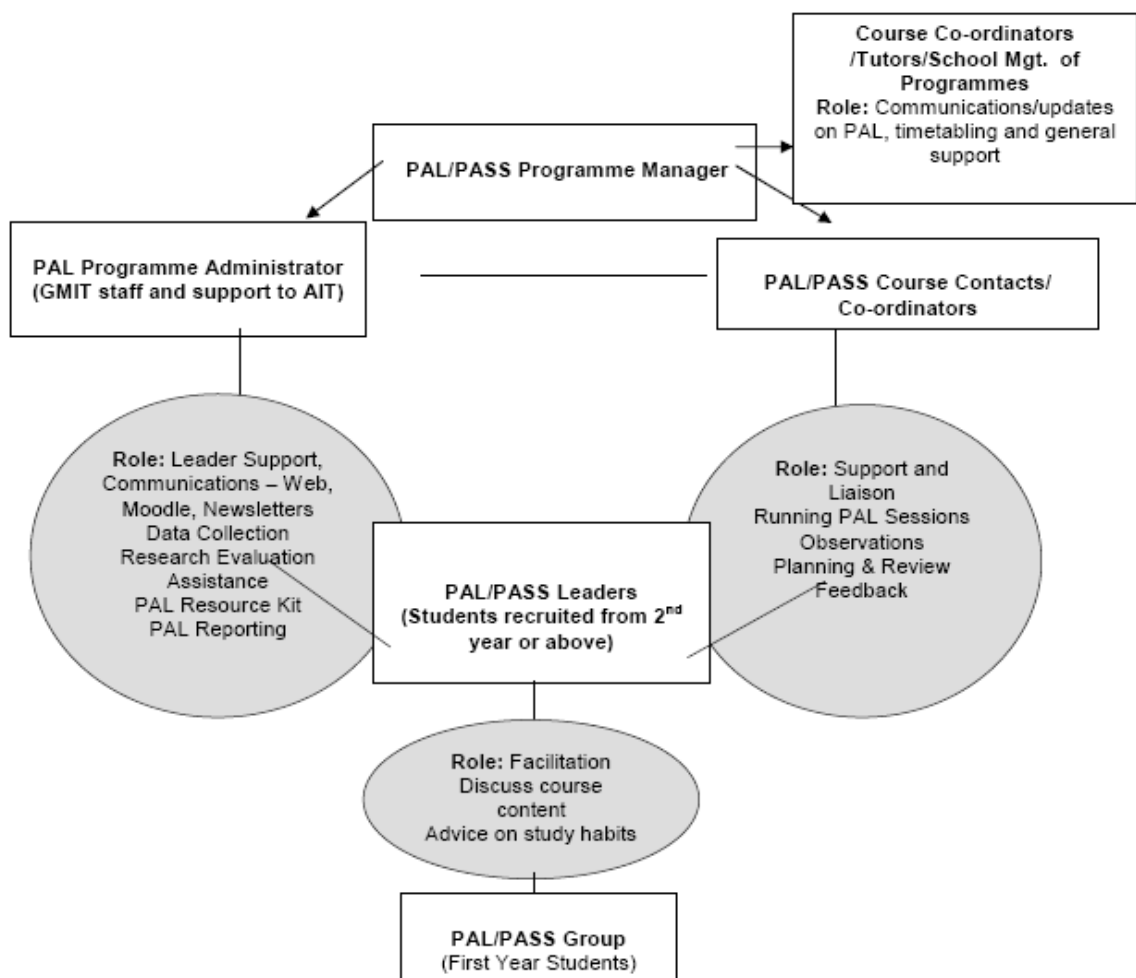 Course Co-ordinators
/Tutors/School Mgt. of
Programmes
Role: Communications/updates
on PAL, timetabling and general
support
PAL/PASS Programme Manager
PAL Programme Administrator
(GMIT staff and support to AIT)
PAL/PASS Course Contacts/
Co-ordinators
Role: Leader Support,
Communications – Web,
Moodle, Newsletters
Data Collection
Research Evaluation
Assistance
PAL Resource Kit
PAL Reporting
Role: Support and
Liaison
Running PAL Sessions
Observations
Planning & Review
Feedback
PAL/PASS Leaders
(Students recruited from 2nd
year or above)
Role: Facilitation
Discuss course
content
Advice on study habits
PAL/PASS Group
(First Year Students)